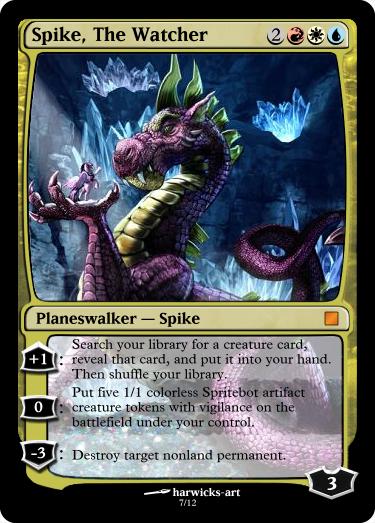 Spike, The Watcher 2
Planeswalker — Spike
+1: Search your library for a creature card,
reveal that card, and put it into your hand.
Then shuffle your library.
0: Put five 1/1 colorless Spritebot artifact
creature tokens with vigilance on the
battlefield under your control.
-3: Destroy target nonland permanent.
3
harwicks-art
7/12